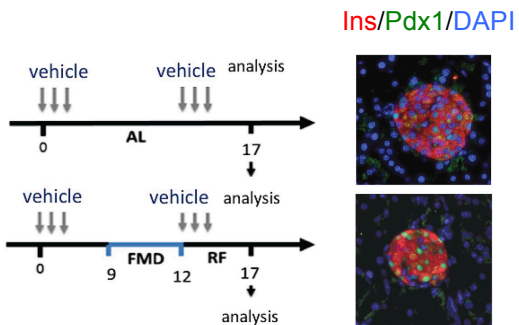 Ins/Pdx1/DAPI
vehicle vehicle analysis
0 AL 17
vehicle vehicle analysis
0 9 FMD 12 RF 17
analysis